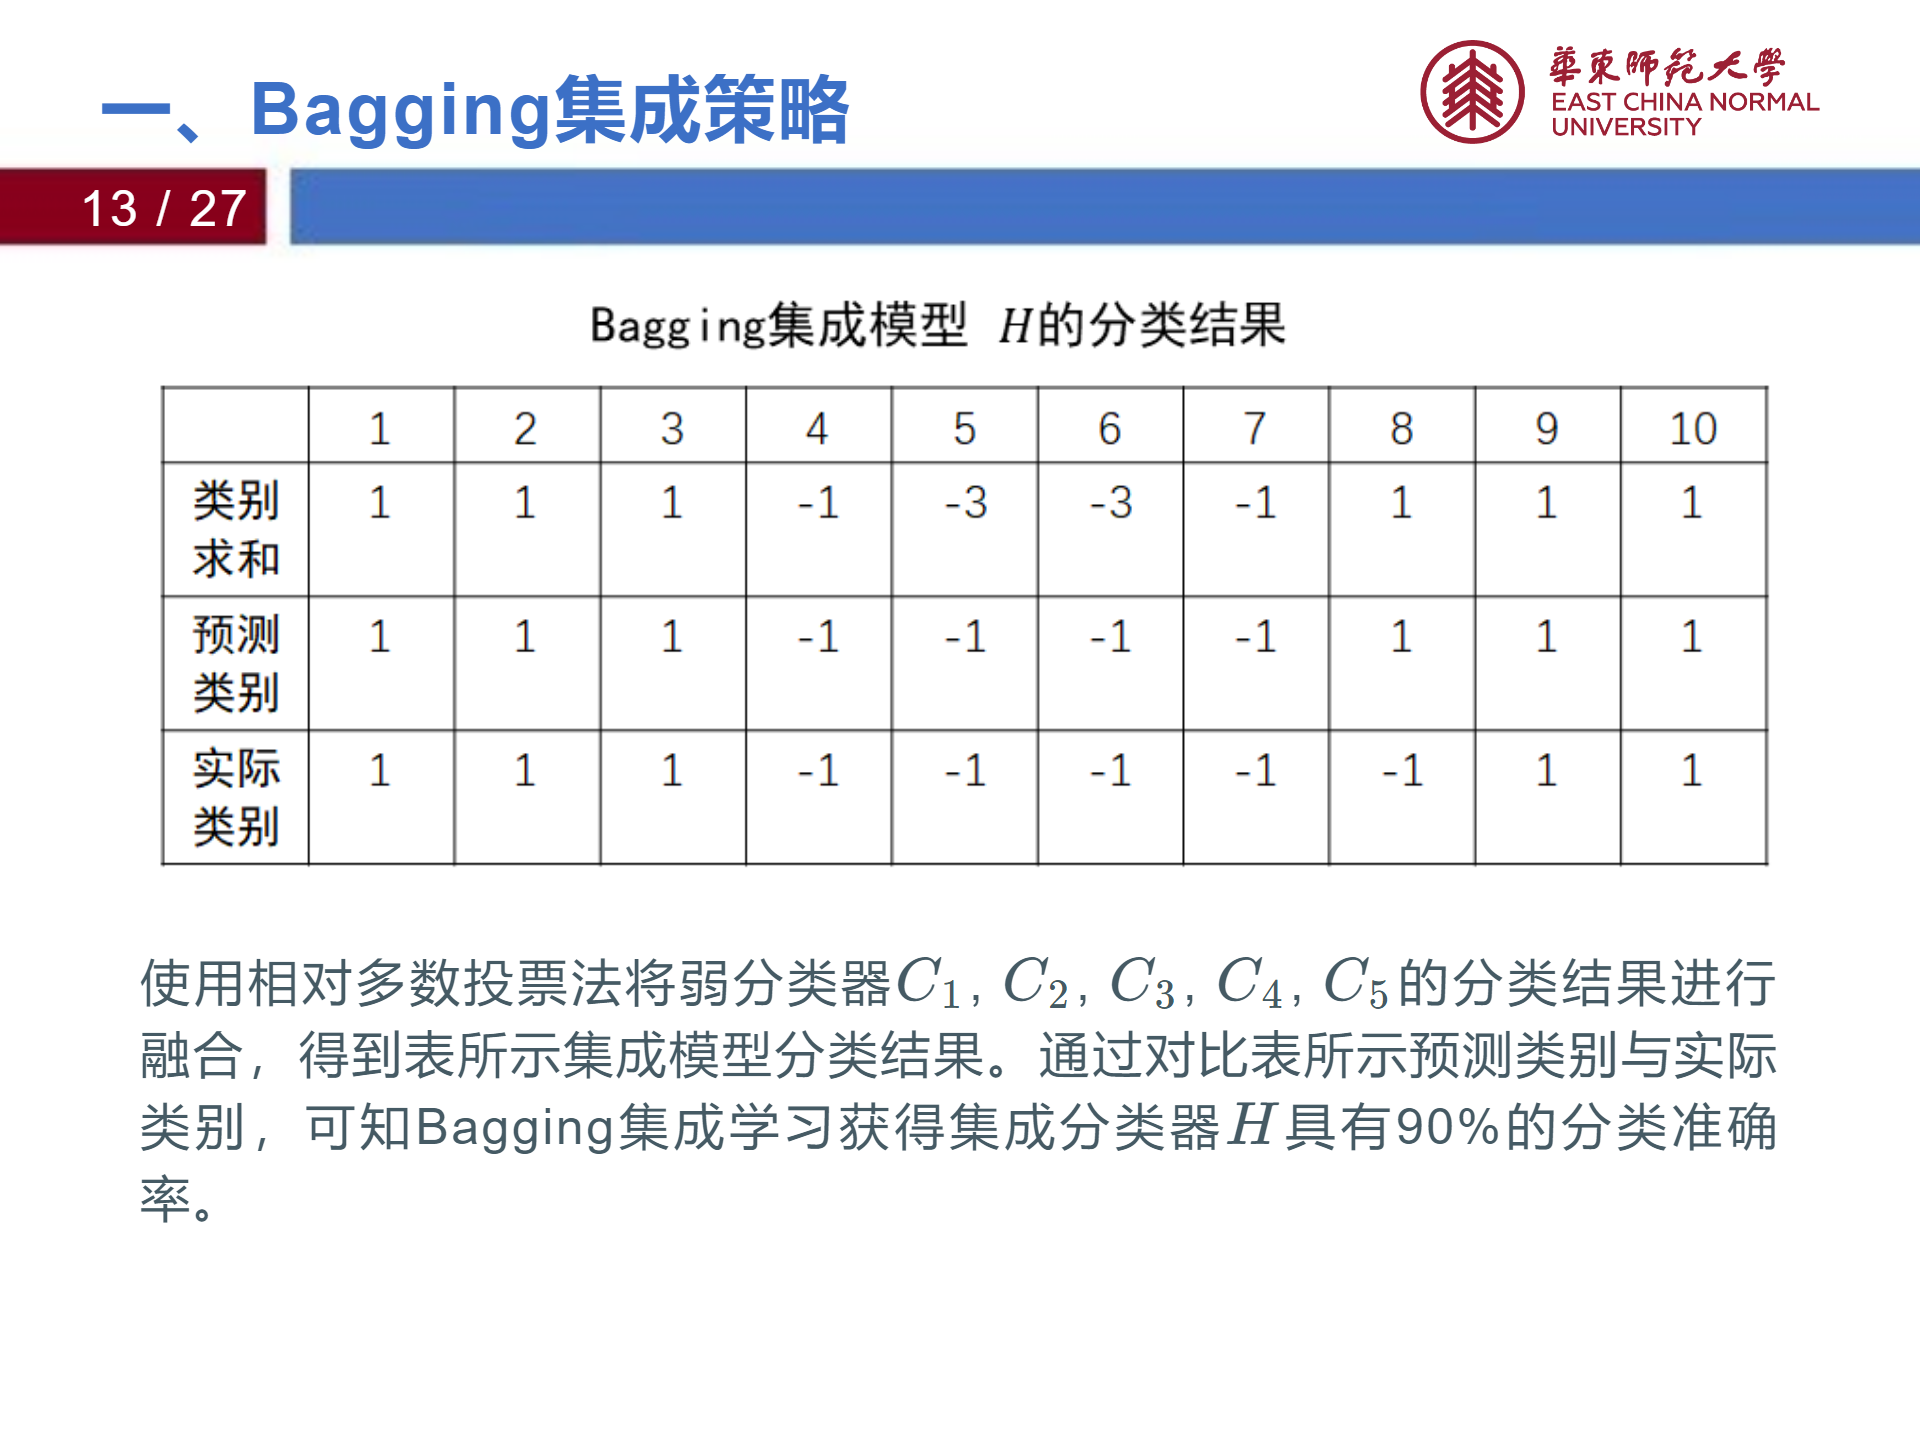 一、Bagging集成策略
華東師範大學
EAST CHINA NORMAL
UNIVERSITY
13 / 27
Bagging集成模型 H的分类结果
1 2 3 4 5 6 7 8 9 10
类别求和 1 1 1 -1 -3 -3 -1 1 1 1
预测类别 1 1 1 -1 -1 -1 -1 1 1 1
实际类别 1 1 1 -1 -1 -1 -1 -1 1 1
使用相对多数投票法将弱分类器C₁, C₂, C₃, C₄, C₅的分类结果进行
融合，得到表所示集成模型分类结果。通过对比表所示预测类别与实际
类别，可知Bagging集成学习获得集成分类器H具有90%的分类准确
率。